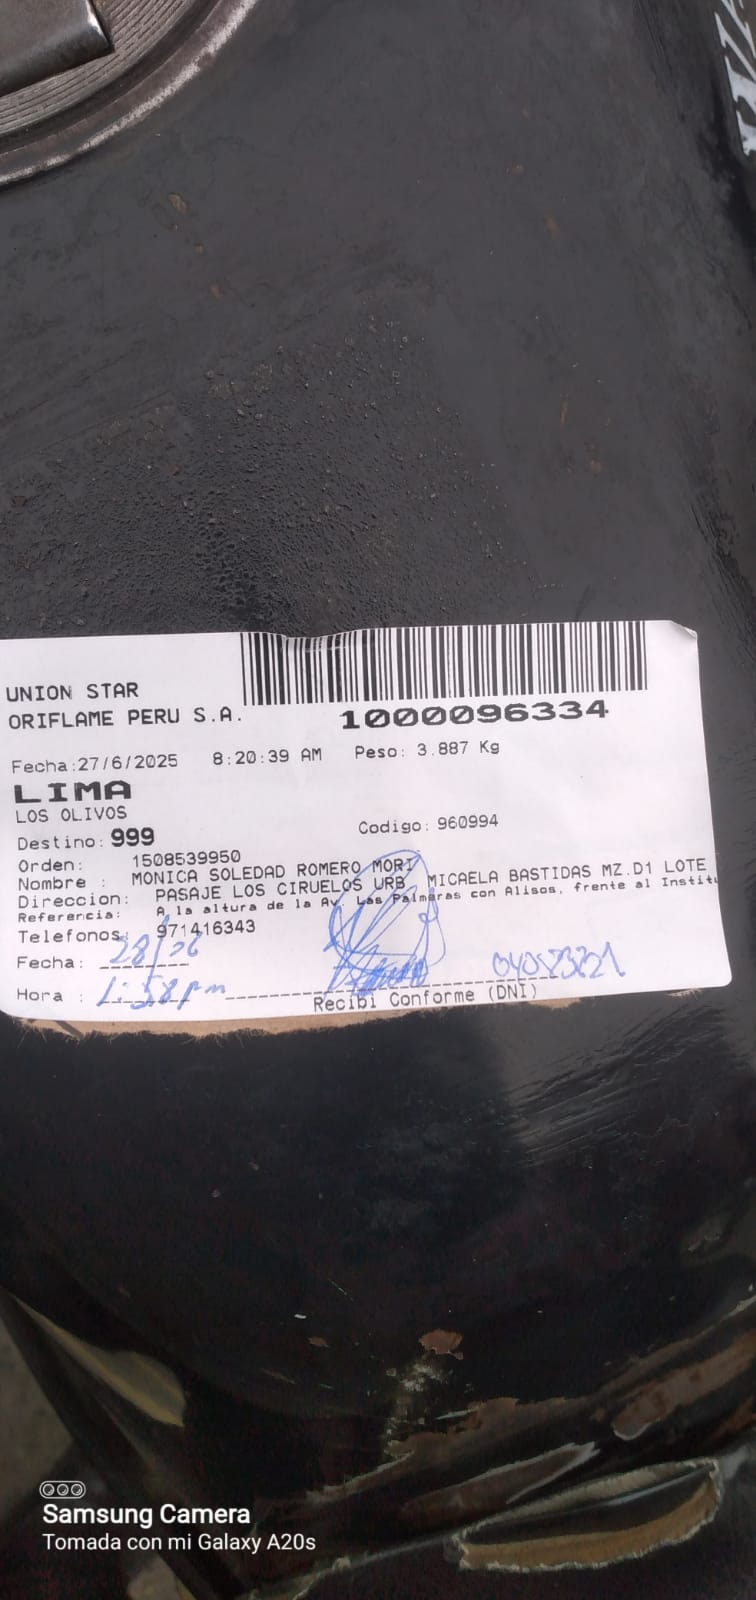 UNION STAR
ORIFLAME PERU S.A.
1000096334
Fecha:27/6/2025 8:20:39 AM Peso: 3.887 Kg
LIMA
LOS OLIVOS
Destino: 999 Codigo: 960994
Orden: 1508539950
Nombre : MONICA SOLEDAD ROMERO MORI
Direccion: PASAJE LOS CIRUELOS URB MICAELA BASTIDAS MZ.D1 LOTE
Referencia: A la altura de la Av. Las Palmeras con Alisos, frente al Institu
Telefonos: 971416343
Fecha: 28/06
Hora : 1:58pm
Recibi Conforme (DNI)
Samsung Camera
Tomada con mi Galaxy A20s